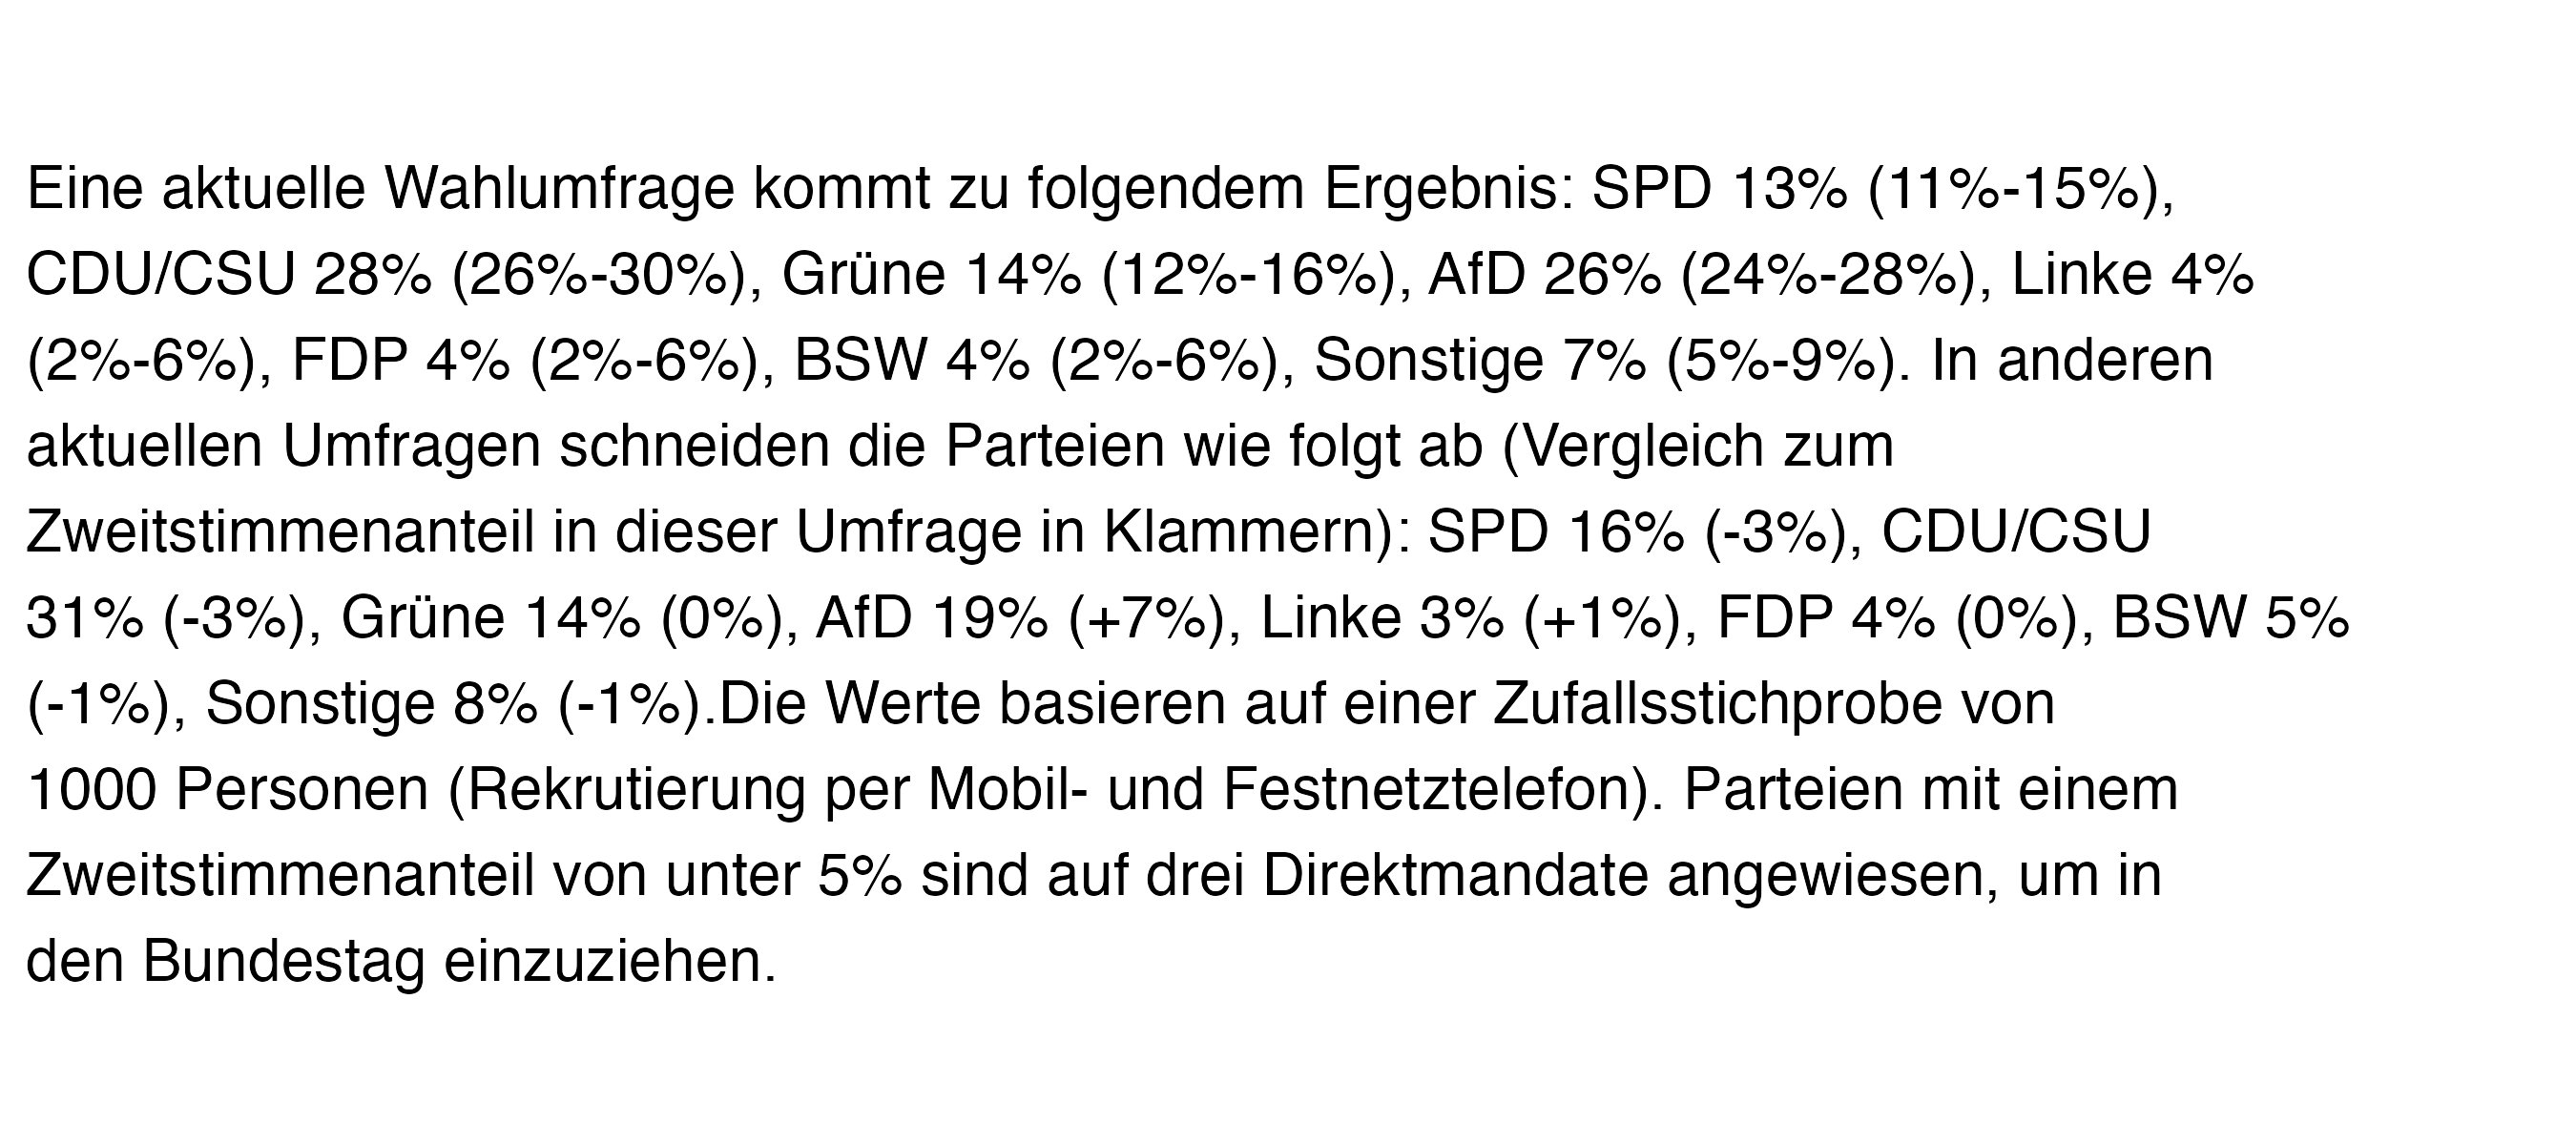 Eine aktuelle Wahlumfrage kommt zu folgendem Ergebnis: SPD 13% (11%-15%),
CDU/CSU 28% (26%-30%), Grüne 14% (12%-16%), AfD 26% (24%-28%), Linke 4%
(2%-6%), FDP 4% (2%-6%), BSW 4% (2%-6%), Sonstige 7% (5%-9%). In anderen
aktuellen Umfragen schneiden die Parteien wie folgt ab (Vergleich zum
Zweitstimmenanteil in dieser Umfrage in Klammern): SPD 16% (-3%), CDU/CSU
31% (-3%), Grüne 14% (0%), AfD 19% (+7%), Linke 3% (+1%), FDP 4% (0%), BSW 5%
(-1%), Sonstige 8% (-1%).Die Werte basieren auf einer Zufallsstichprobe von
1000 Personen (Rekrutierung per Mobil- und Festnetztelefon). Parteien mit einem
Zweitstimmenanteil von unter 5% sind auf drei Direktmandate angewiesen, um in
den Bundestag einzuziehen.